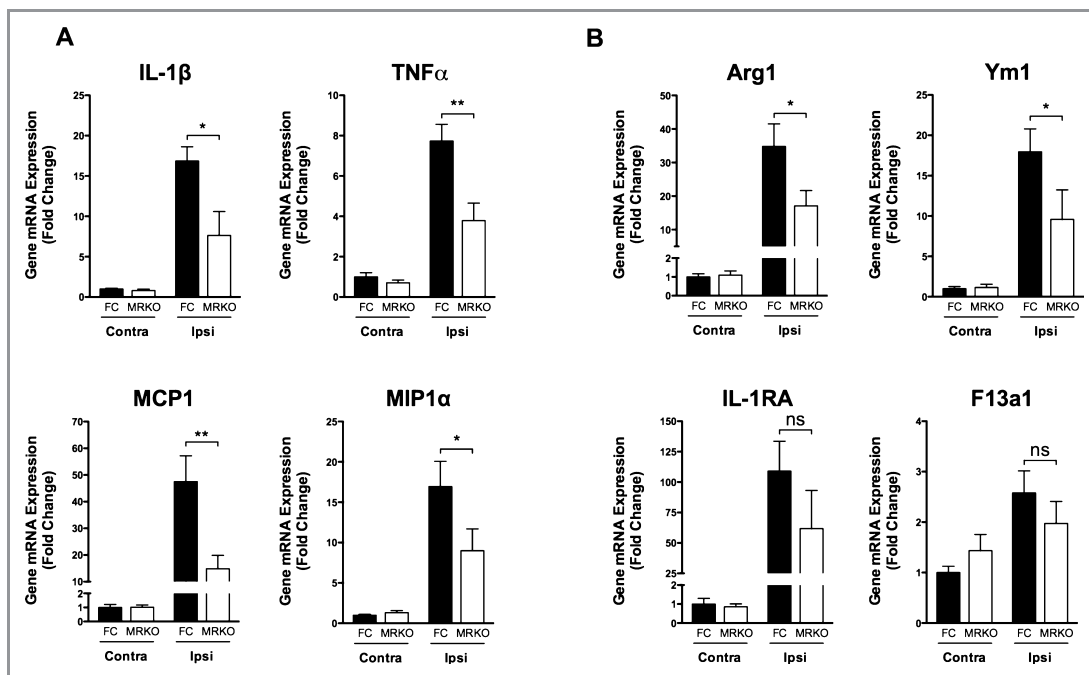 A
B
IL-1β
Gene mRNA Expression
(Fold Change)
25
20
15
10
5
0
*
FC MRKO FC MRKO
Contra Ipsi
TNFα
Gene mRNA Expression
(Fold Change)
10
8
6
4
2
0
**
FC MRKO FC MRKO
Contra Ipsi
Arg1
Gene mRNA Expression
(Fold Change)
50
40
30
20
10
2
1
0
*
FC MRKO FC MRKO
Contra Ipsi
Ym1
Gene mRNA Expression
(Fold Change)
25
20
15
10
5
0
*
FC MRKO FC MRKO
Contra Ipsi
MCP1
Gene mRNA Expression
(Fold Change)
70
60
50
40
30
20
10
2
1
0
**
FC MRKO FC MRKO
Contra Ipsi
MIP1α
Gene mRNA Expression
(Fold Change)
25
20
15
10
5
0
*
FC MRKO FC MRKO
Contra Ipsi
IL-1RA
Gene mRNA Expression
(Fold Change)
150
125
100
75
50
25
2
1
0
ns
FC MRKO FC MRKO
Contra Ipsi
F13a1
Gene mRNA Expression
(Fold Change)
4
3
2
1
0
ns
FC MRKO FC MRKO
Contra Ipsi